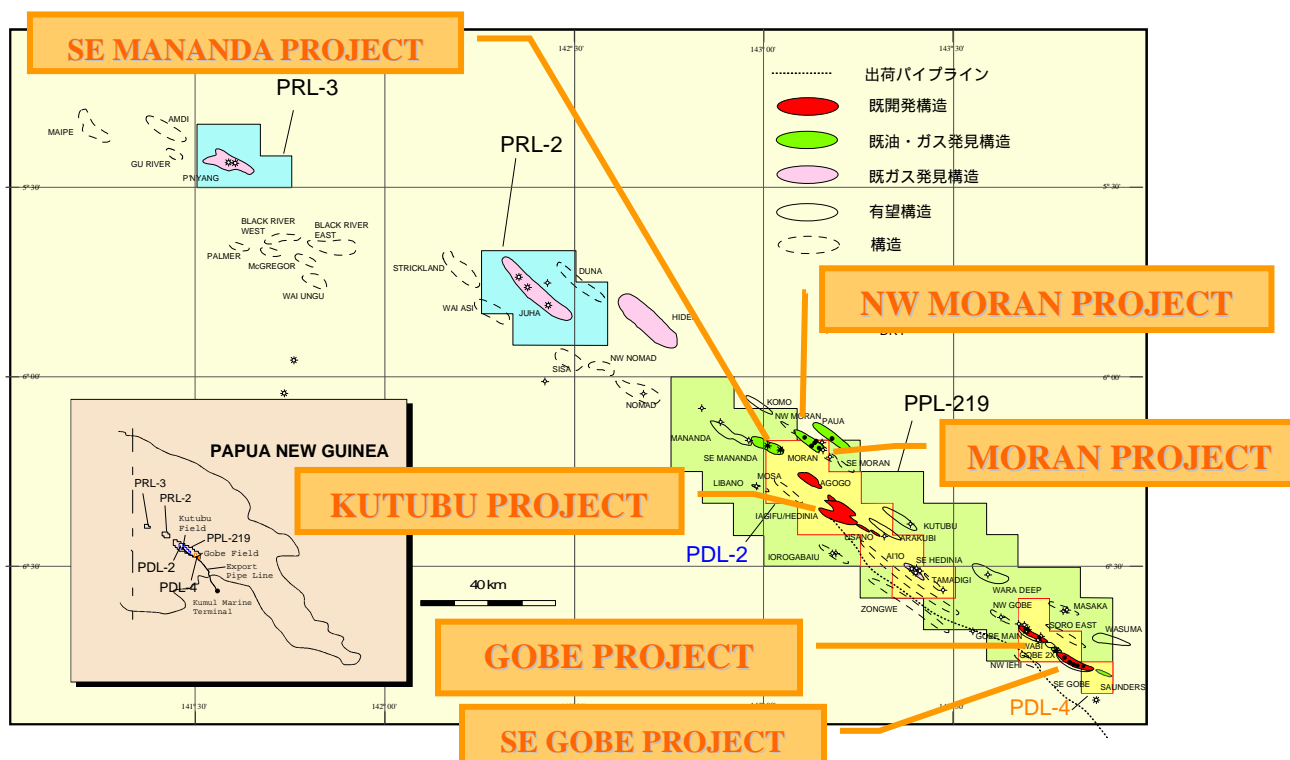 SE MANANDA PROJECT
142° 30'
143° 00'
143° 30'
PRL-3
出荷パイプライン
既開発構造
既油・ガス発見構造
既ガス発見構造
有望構造
構造
MAIPE
AMDI
GU RIVER
P'NYANG
PRL-2
5° 30'
5° 30'
BLACK RIVER
WEST
BLACK RIVER
EAST
PALMER
McGREGOR
WAI UNGU
STRICKLAND
DUNA
WAI ASI
JUHA
NW MORAN PROJECT
SISA
NW NOMAD
NOMAD
6° 00'
6° 00'
KOMO
NW MORAN
PAUA
PPL-219
MANANDA
SE MANANDA
MORAN
SE MORAN
MORAN PROJECT
LIBANO
MOSA
AGOGO
KUTUBU PROJECT
IAGIFU/HEDINIA
KUTUBU
USANO
ARAKUBI
PDL-2
IOROGABAIU
AI'IO
SE HEDINIA
TAMADIGI
6° 30'
6° 30'
WARA DEEP
ZONGWE
NW GOBE
MASAKA
SORO EAST
WASUMA
GOBE MAIN
WABI
GOBE 2X
NW IEHI
SE GOBE
SAUNDERS
PDL-4
GOBE PROJECT
SE GOBE PROJECT
40 km
PAPUA NEW GUINEA
PRL-3
PRL-2
Kutubu
Field
PPL-219
Gobe Field
PDL-2
PDL-4
Export
Pipe Line
Kumul Marine
Terminal
141° 30'
142° 00'